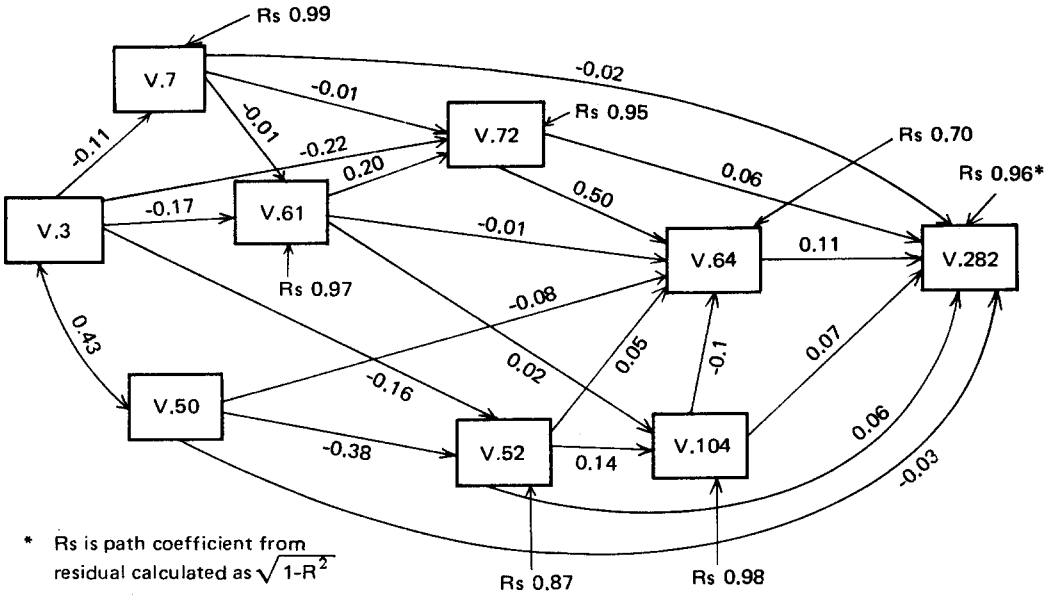 Rs 0.99
V.7
-0.02
-0.01
-0.01
V.72
Rs 0.95
Rs 0.70
-0.11
-0.22
0.20
Rs 0.96*
0.06
0.50
V.3
-0.17
V.61
-0.01
V.64
0.11
V.282
Rs 0.97
-0.08
0.43
0.05
-0.1
0.07
0.02
-0.16
V.50
0.06
-0.38
V.52
0.14
V.104
-0.03
* Rs is path coefficient from
residual calculated as √1-R²
Rs 0.87
Rs 0.98